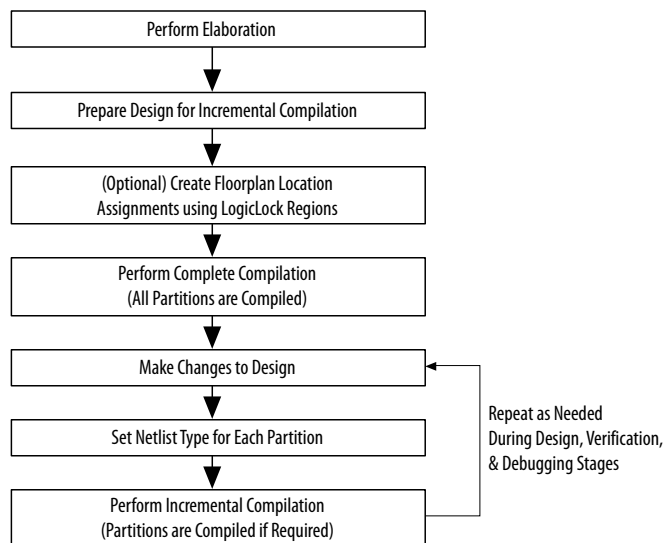 Perform Elaboration
Prepare Design for Incremental Compilation
(Optional) Create Floorplan Location
Assignments using LogicLock Regions
Perform Complete Compilation
(All Partitions are Compiled)
Make Changes to Design
Set Netlist Type for Each Partition
Perform Incremental Compilation
(Partitions are Compiled if Required)
Repeat as Needed
During Design, Verification,
& Debugging Stages